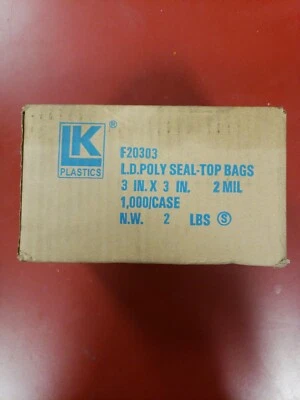 LK ®
PLASTICS
F20303
L.D. POLY SEAL-TOP BAGS
3 IN. X 3 IN. 2 MIL
1,000/CASE
N.W. 2 LBS Ⓢ